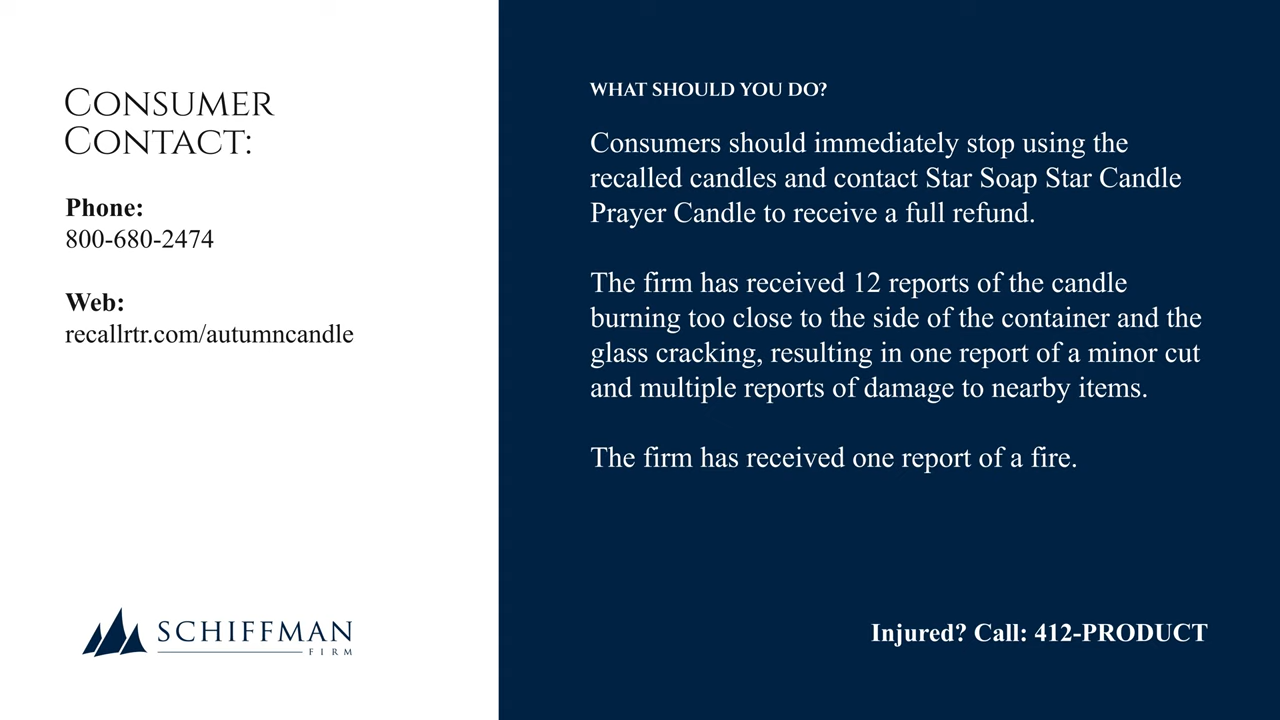 CONSUMER
CONTACT:
Phone:
800-680-2474
Web:
recallrtr.com/autumncandle
SCHIFFMAN
FIRM
WHAT SHOULD YOU DO?
Consumers should immediately stop using the
recalled candles and contact Star Soap Star Candle
Prayer Candle to receive a full refund.
The firm has received 12 reports of the candle
burning too close to the side of the container and the
glass cracking, resulting in one report of a minor cut
and multiple reports of damage to nearby items.
The firm has received one report of a fire.
Injured? Call: 412-PRODUCT